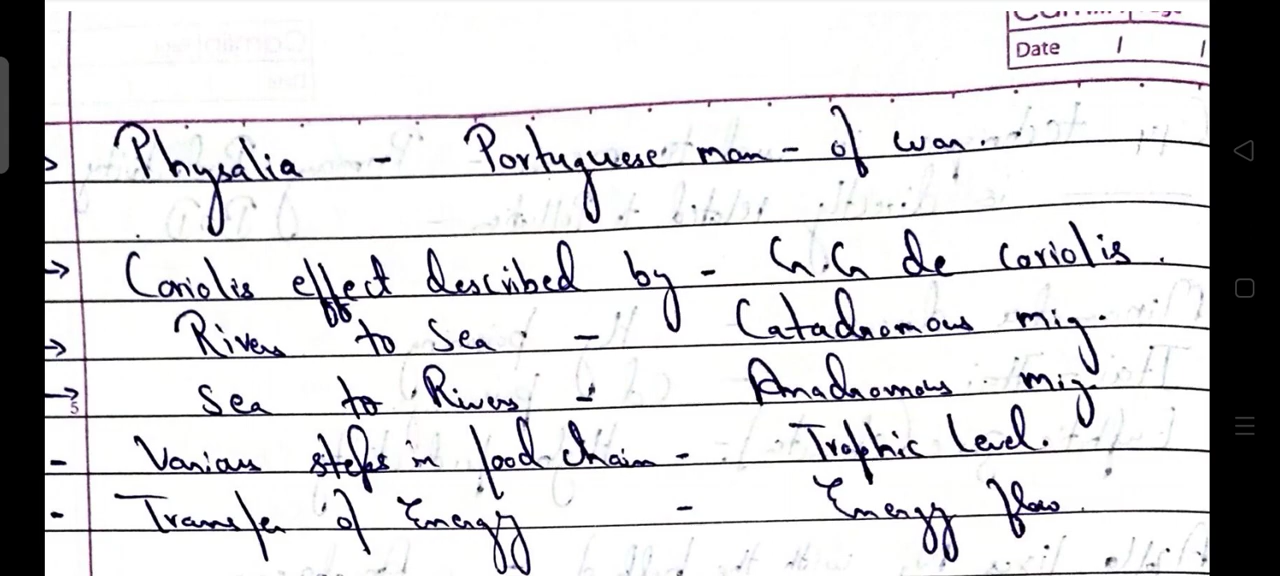 Date / /
→ Physalia - Portuguese man - of war.
→ Coriolis effect described by - G.G de Coriolis.
→ Rivers to Sea - Catadromous mig.
→ Sea to Rivers - Anadromous mig.
5
- Various steps in food chain - Trophic Level.
- Transfer of Energy - Energy flow.